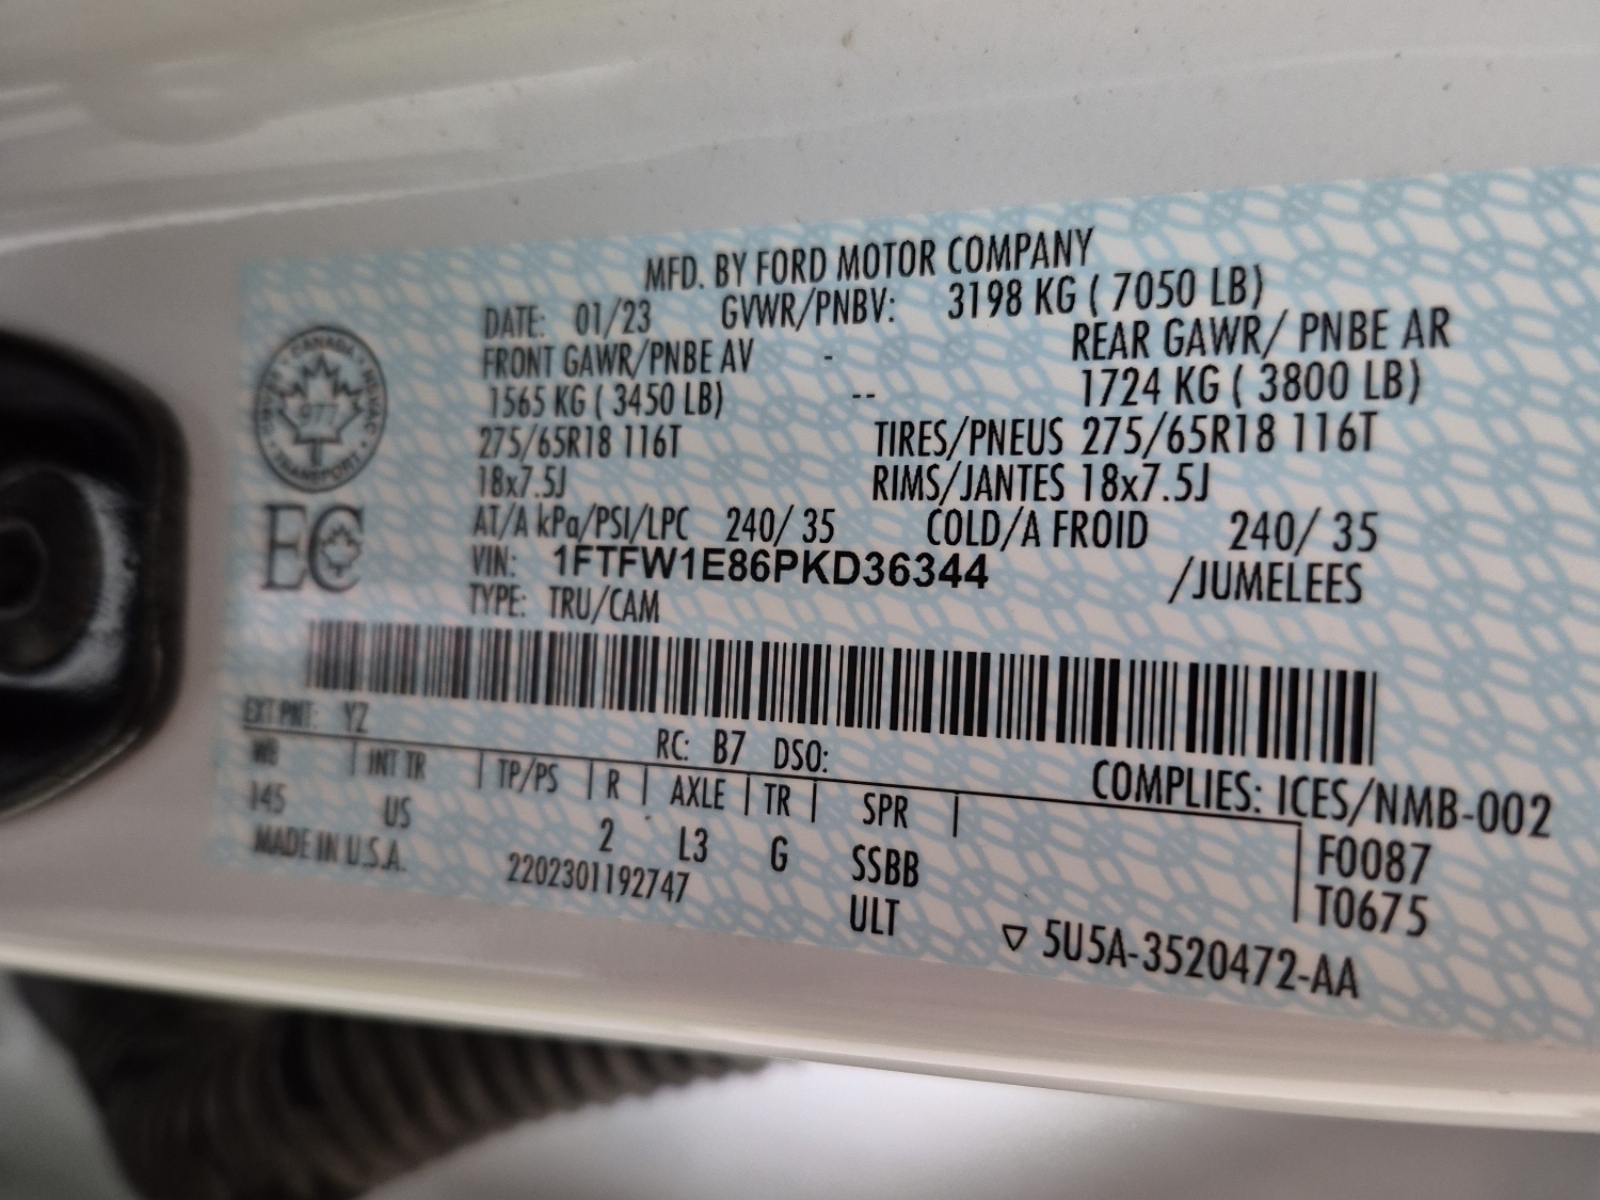 MFD. BY FORD MOTOR COMPANY
DATE: 01/23 GVWR/PNBV: 3198 KG ( 7050 LB)
FRONT GAWR/PNBE AV - REAR GAWR/ PNBE AR
1565 KG ( 3450 LB) -- 1724 KG ( 3800 LB)
275/65R18 116T TIRES/PNEUS 275/65R18 116T
18x7.5J RIMS/JANTES 18x7.5J
AT/A kPa/PSI/LPC 240/ 35 COLD/A FROID 240/ 35
VIN: 1FTFW1E86PKD36344 /JUMELEES
TYPE: TRU/CAM
CANADA
TRANSPORT
977
EC
EXT PNT: YZ RC: B7 DSO:
COMPLIES: ICES/NMB-002
WB | INT TR | TP/PS | R | AXLE | TR | SPR |
145 US 2 L3 G SSBB
F0087
T0675
MADE IN U.S.A. 2202301192747 ULT
▽ 5U5A-3520472-AA